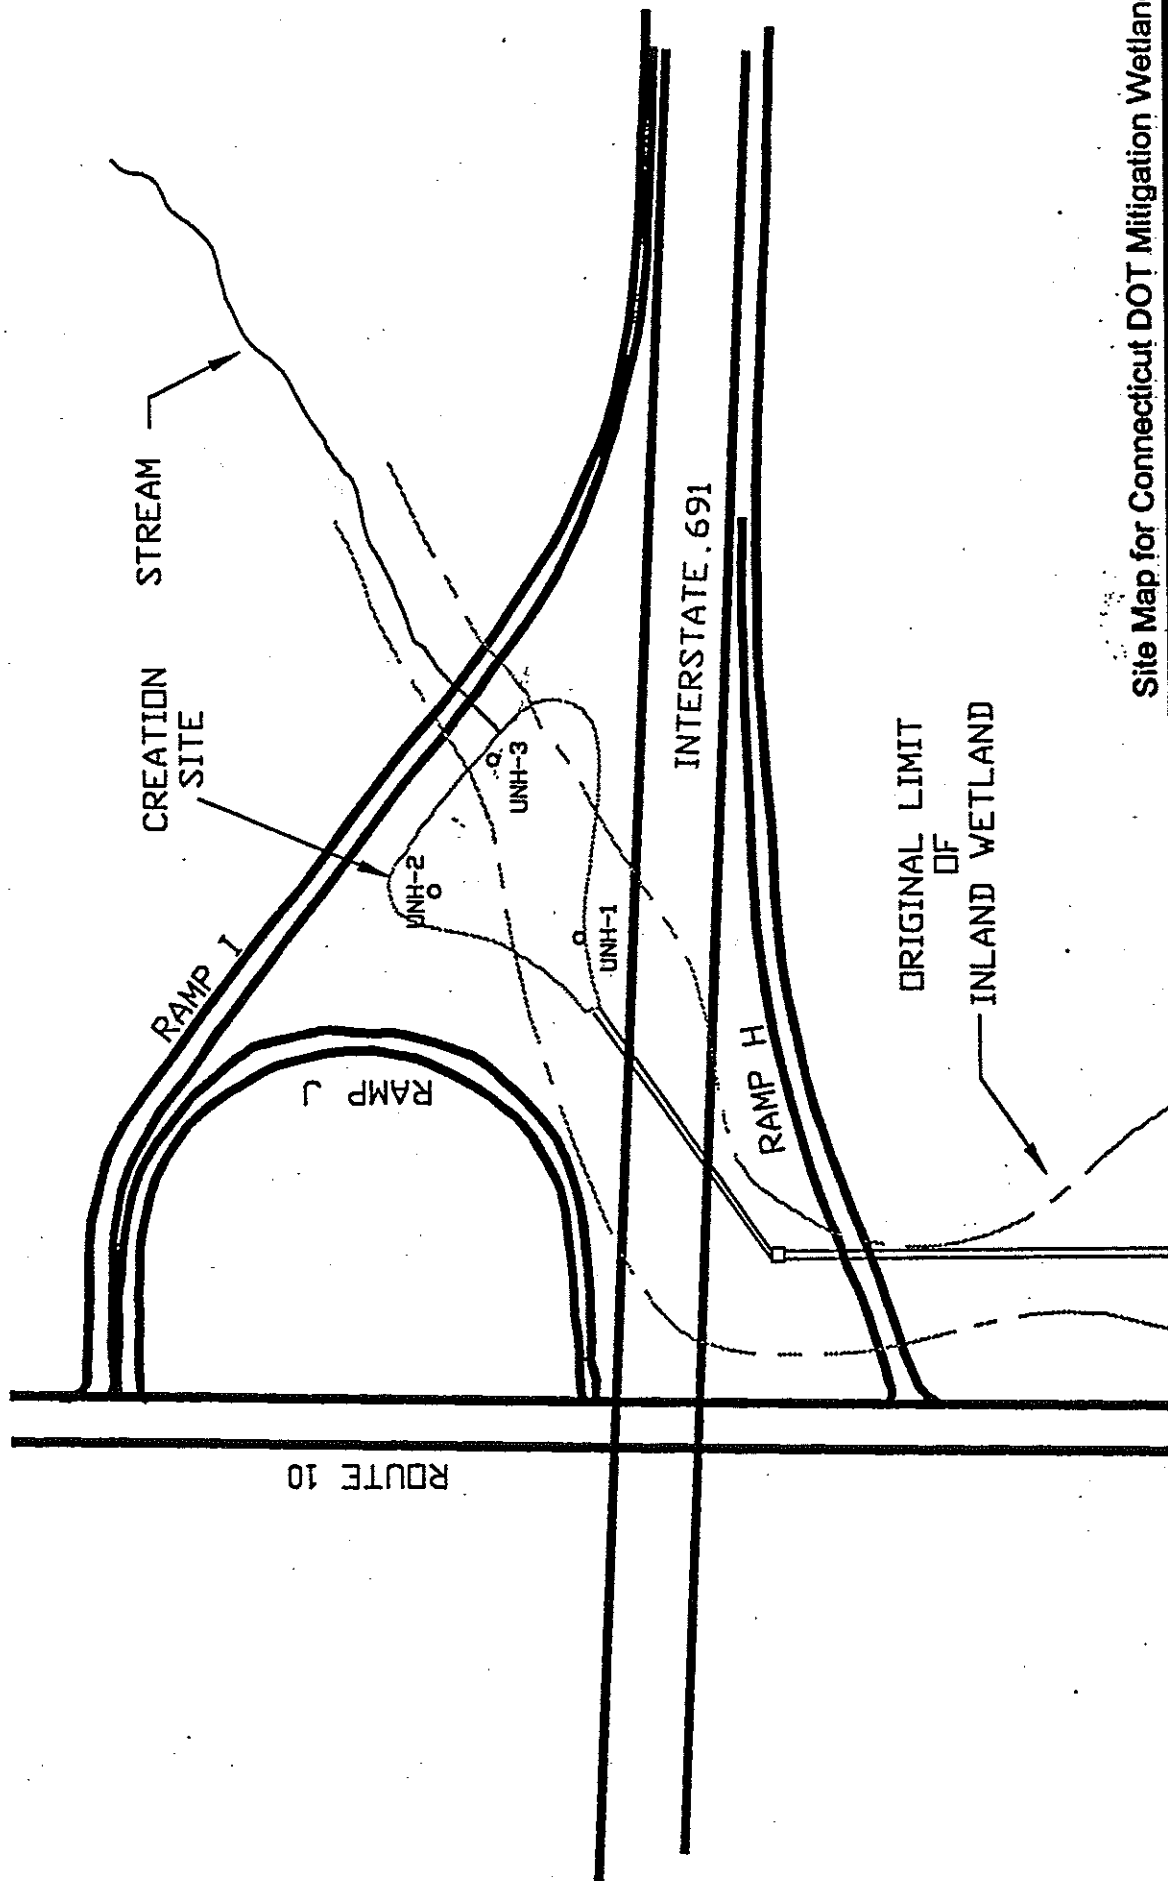 STREAM
CREATION
SITE
RAMP I
RAMP J
UNH-2
UNH-3
UNH-1
INTERSTATE.691
RAMP H
ROUTE 10
ORIGINAL LIMIT
OF
INLAND WETLAND
Site Map for Connecticut DOT Mitigation Wetlan